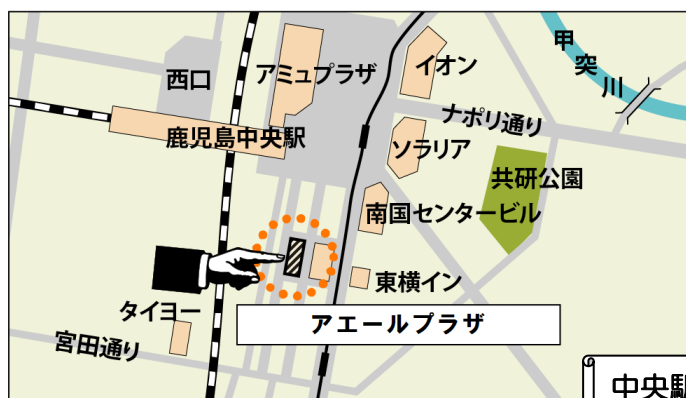 甲突川
イオン
アミュプラザ
西口
ナポリ通り
鹿児島中央駅
ソラリア
共研公園
南国センタービル
東横イン
タイヨー
アエールプラザ
宮田通り
中央駅